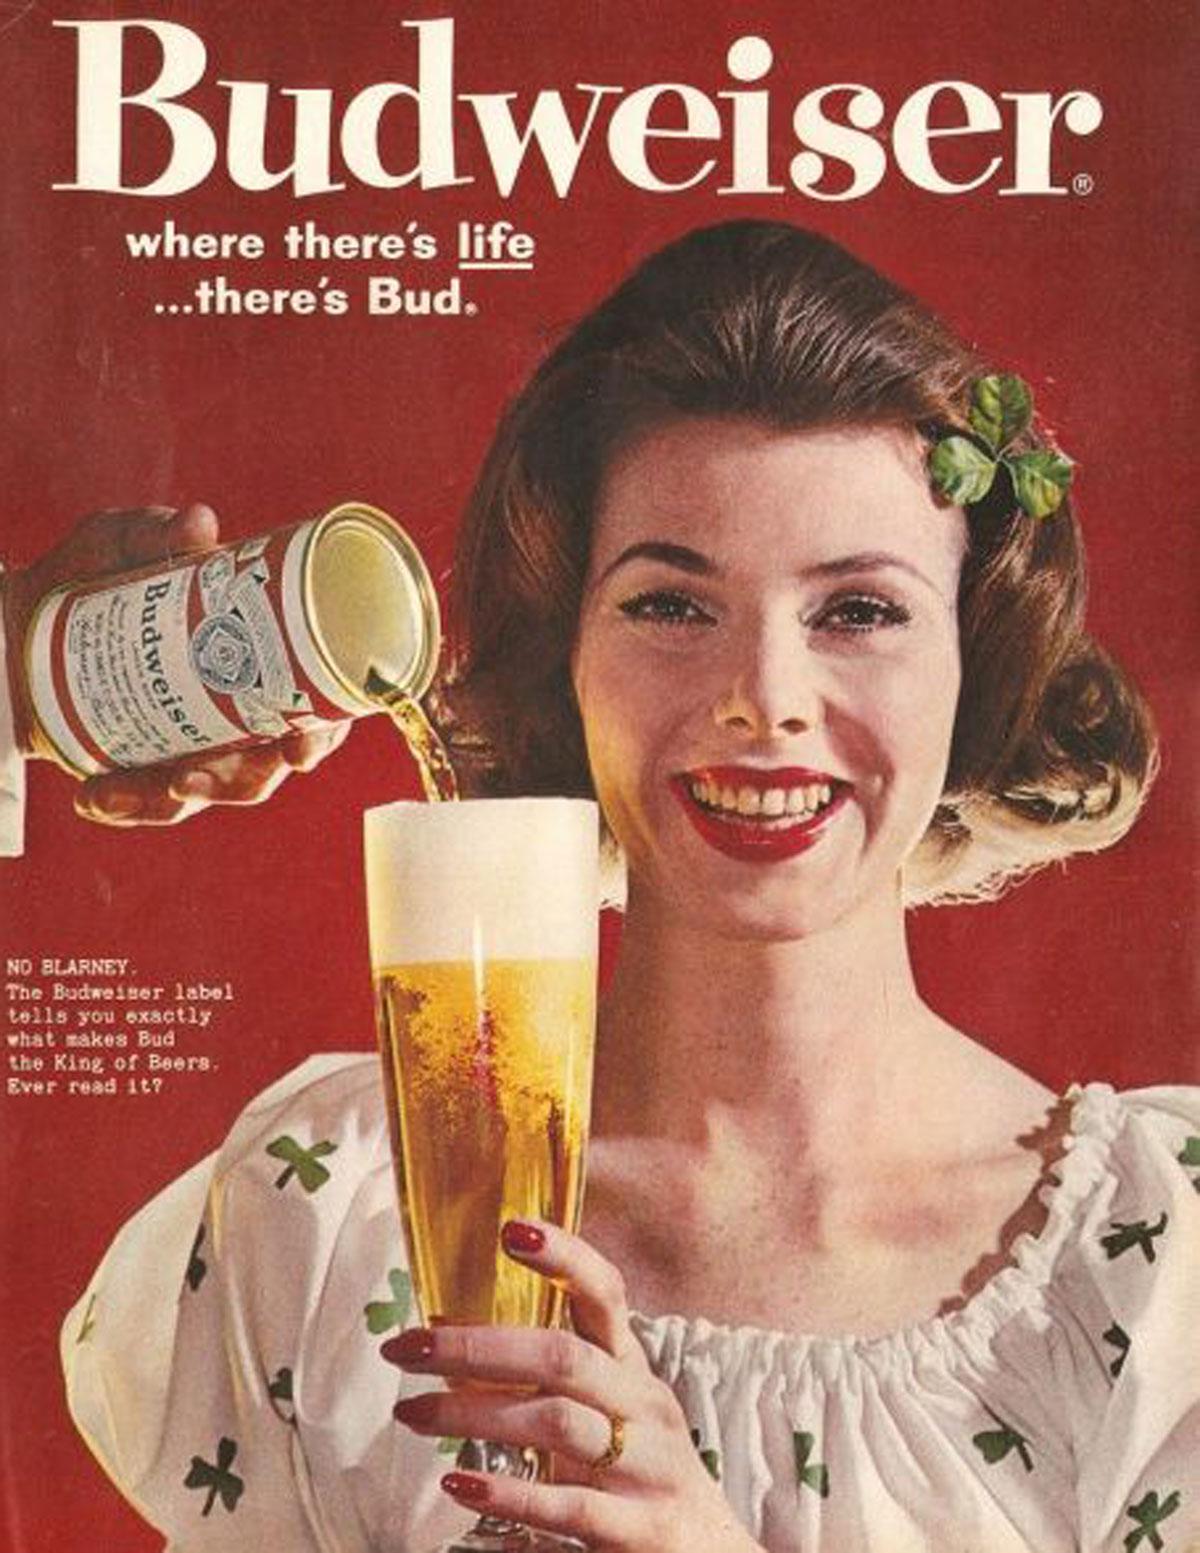 Budweiser®
where there's life
...there's Bud®
Budweiser
NO BLARNEY.
The Budweiser label
tells you exactly
what makes Bud
the King of Beers.
Ever read it?